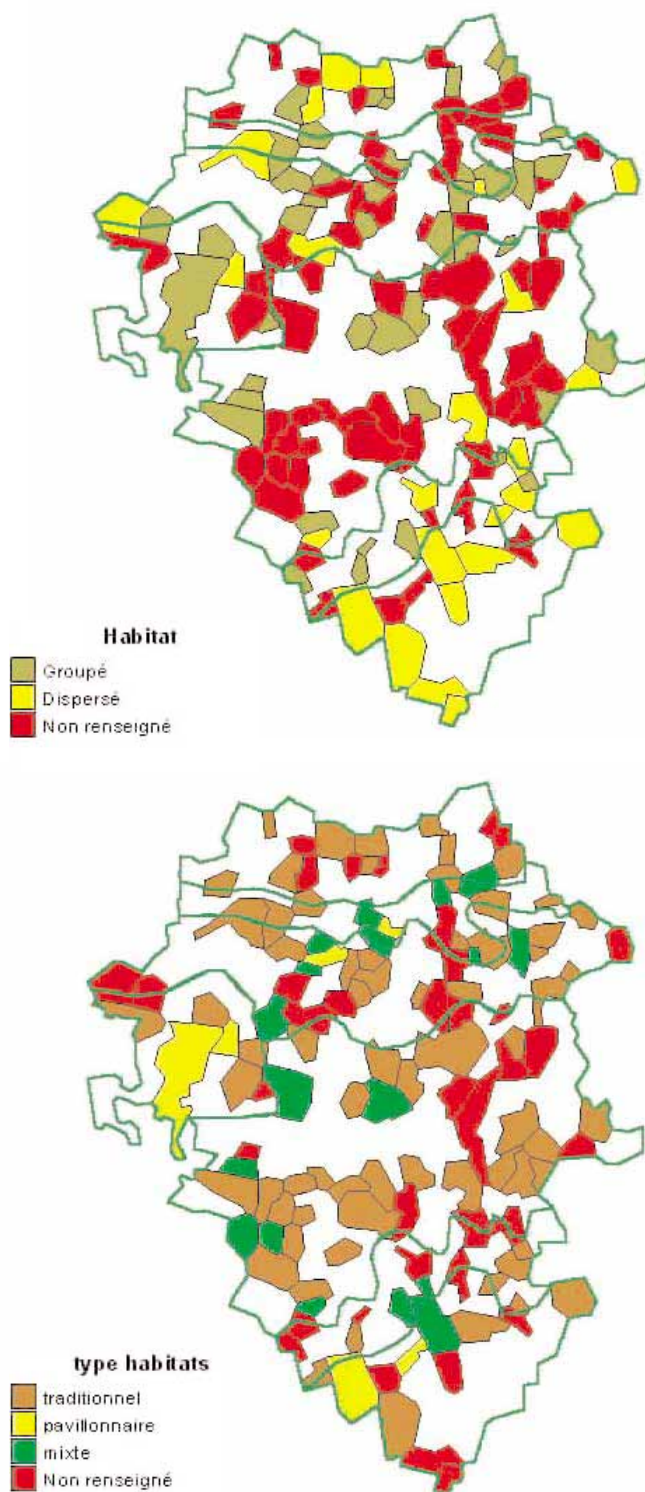 Habitat
Groupé
Dispersé
Non renseigné
type habitats
traditionnel
pavillonnaire
mixte
Non renseigné